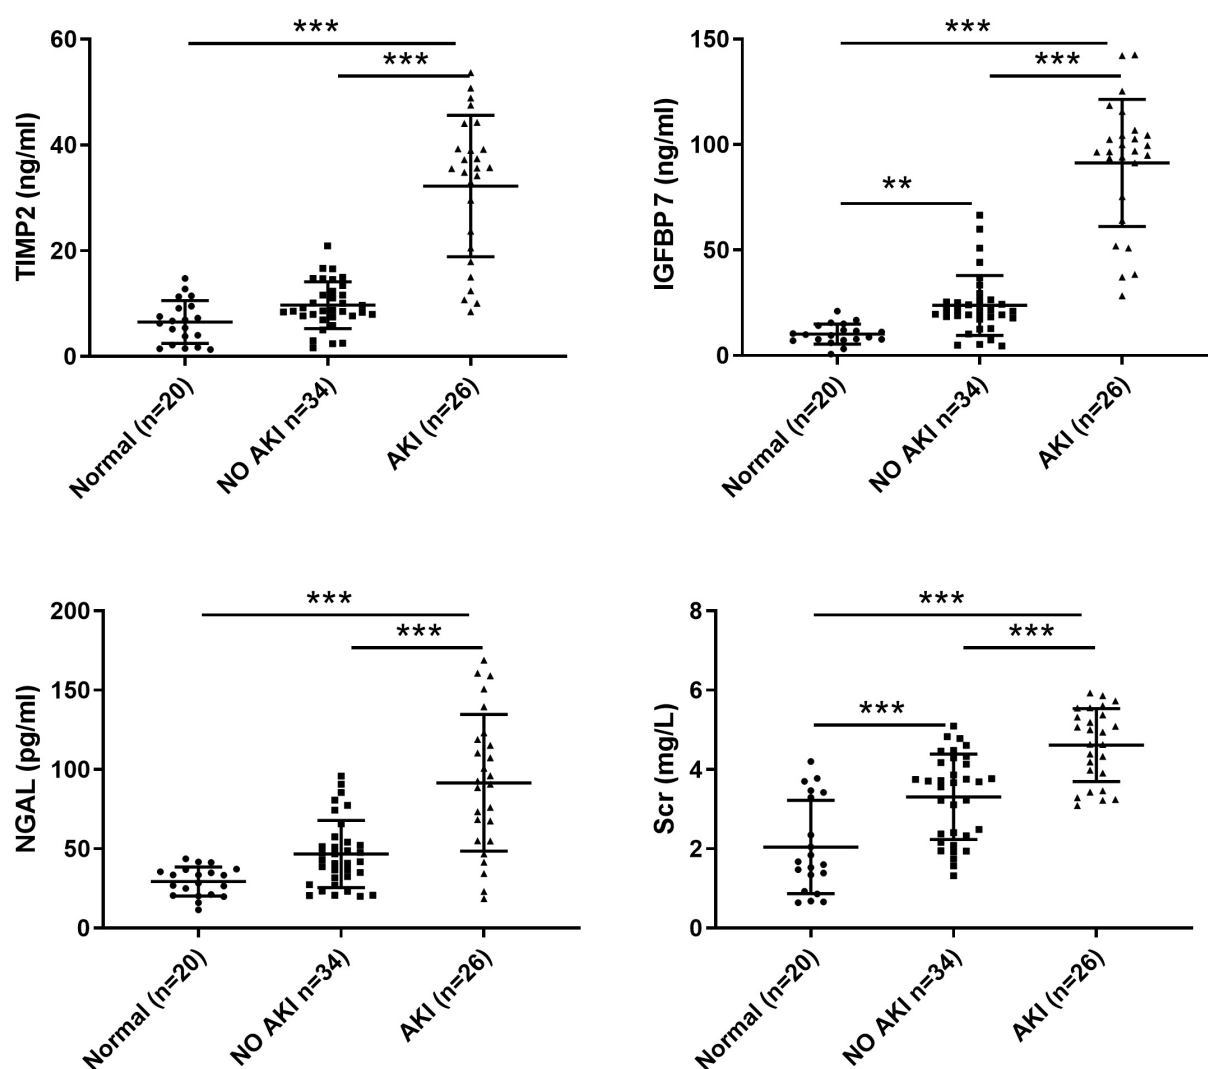 ***
***
60
40
20
0
TIMP2 (ng/ml)
Normal (n=20)
NO AKI n=34)
AKI (n=26)
***
***
**
150
100
50
0
IGFBP7 (ng/ml)
Normal (n=20)
NO AKI n=34)
AKI (n=26)
***
***
200
150
100
50
0
NGAL (pg/ml)
Normal (n=20)
NO AKI n=34)
AKI (n=26)
***
***
***
8
6
4
2
0
Scr (mg/L)
Normal (n=20)
NO AKI n=34)
AKI (n=26)